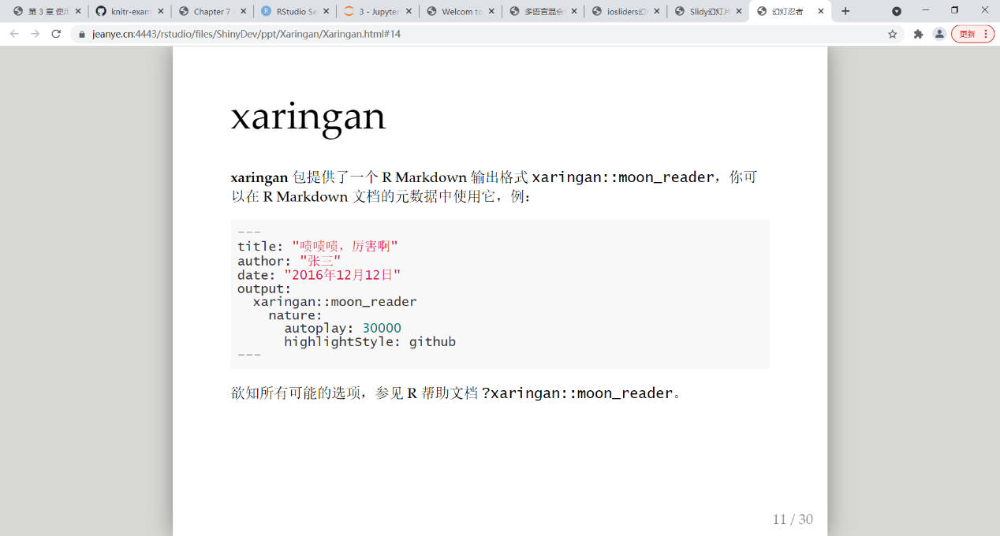 第 3 章 使用
knitr-exam
Chapter 7
RStudio Se
3 - Jupyter
Welcom to
多语言混合
ioslides幻
Slidy幻灯片
幻灯忍者
jeanye.cn:4443/rstudio/files/ShinyDev/ppt/Xaringan/Xaringan.html#14
更新
xaringan
xaringan 包提供了一个 R Markdown 输出格式 xaringan::moon_reader，你可
以在 R Markdown 文档的元数据中使用它，例：
---
title: "啧啧啧，厉害啊"
author: "张三"
date: "2016年12月12日"
output:
  xaringan::moon_reader
    nature:
      autoplay: 30000
      highlightStyle: github
---
欲知所有可能的选项，参见 R 帮助文档 ?xaringan::moon_reader。
11 / 30